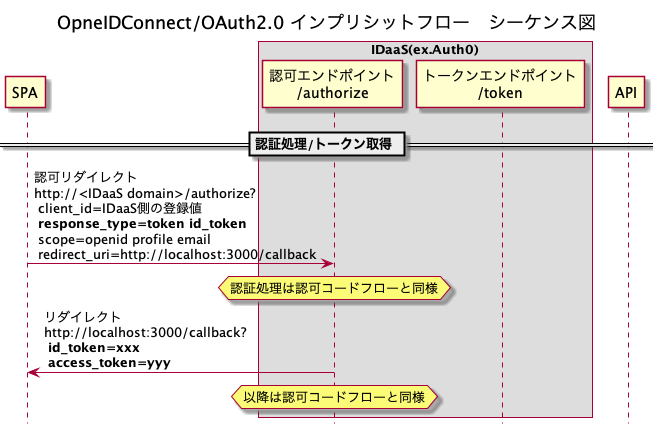 OpneIDConnect/OAuth2.0 インプリシットフロー　シーケンス図
IDaaS(ex.Auth0)
SPA
認可エンドポイント
/authorize
トークンエンドポイント
/token
API
認証処理/トークン取得
認可リダイレクト
http://<IDaaS domain>/authorize?
client_id=IDaaS側の登録値
response_type=token id_token
scope=openid profile email
redirect_uri=http://localhost:3000/callback
認証処理は認可コードフローと同様
リダイレクト
http://localhost:3000/callback?
id_token=xxx
access_token=yyy
以降は認可コードフローと同様